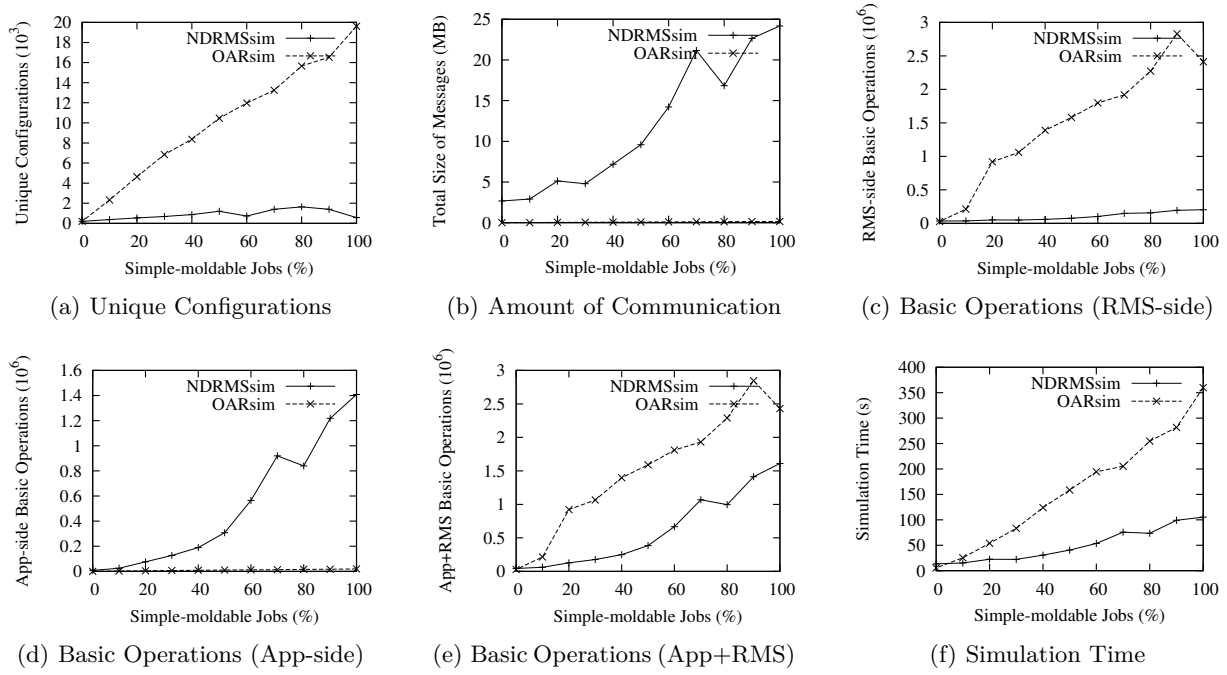 Unique Configurations (10^3)
20
18
16
14
12
10
8
6
4
2
0
NDRMSsim
OARsim
0 20 40 60 80 100
Simple-moldable Jobs (%)
(a) Unique Configurations
Total Size of Messages (MB)
25
20
15
10
5
0
NDRMSsim
OARsim
0 20 40 60 80 100
Simple-moldable Jobs (%)
(b) Amount of Communication
RMS-side Basic Operations (10^6)
3
2.5
2
1.5
1
0.5
0
NDRMSsim
OARsim
0 20 40 60 80 100
Simple-moldable Jobs (%)
(c) Basic Operations (RMS-side)
App-side Basic Operations (10^6)
1.6
1.4
1.2
1
0.8
0.6
0.4
0.2
0
NDRMSsim
OARsim
0 20 40 60 80 100
Simple-moldable Jobs (%)
(d) Basic Operations (App-side)
App+RMS Basic Operations (10^6)
3
2.5
2
1.5
1
0.5
0
NDRMSsim
OARsim
0 20 40 60 80 100
Simple-moldable Jobs (%)
(e) Basic Operations (App+RMS)
Simulation Time (s)
400
350
300
250
200
150
100
50
0
NDRMSsim
OARsim
0 20 40 60 80 100
Simple-moldable Jobs (%)
(f) Simulation Time